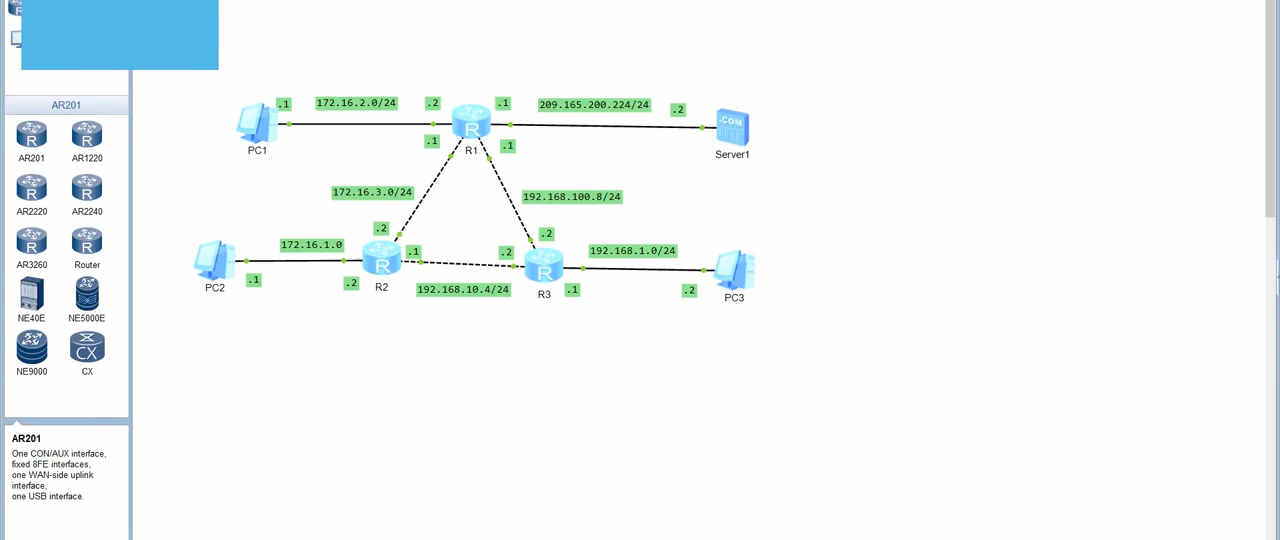 AR201
AR201
AR1220
AR2220
AR2240
AR3260
Router
NE40E
NE5000E
NE9000
CX
AR201
One CON/AUX interface,
fixed 8FE interfaces,
one WAN-side uplink
interface,
one USB interface.
.1
172.16.2.0/24
.2
.1
209.165.200.224/24
.2
.COM
PC1
R
R1
Server1
.1
.1
172.16.3.0/24
192.168.100.8/24
.2
.2
172.16.1.0
.1
.2
192.168.1.0/24
PC2
.1
.2
R
R2
192.168.10.4/24
R
R3
.1
.2
PC3